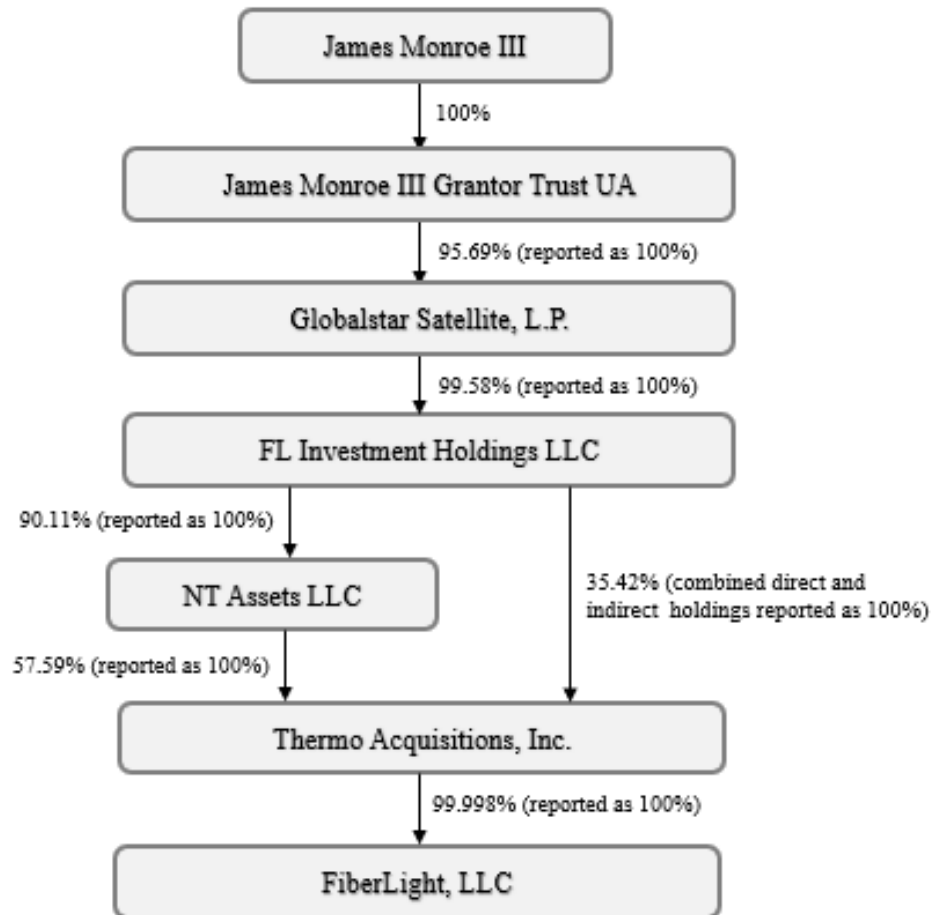 James Monroe III
100%
James Monroe III Grantor Trust UA
95.69% (reported as 100%)
Globalstar Satellite, L.P.
99.58% (reported as 100%)
FL Investment Holdings LLC
90.11% (reported as 100%)
NT Assets LLC
35.42% (combined direct and
indirect holdings reported as 100%)
57.59% (reported as 100%)
Thermo Acquisitions, Inc.
99.998% (reported as 100%)
FiberLight, LLC